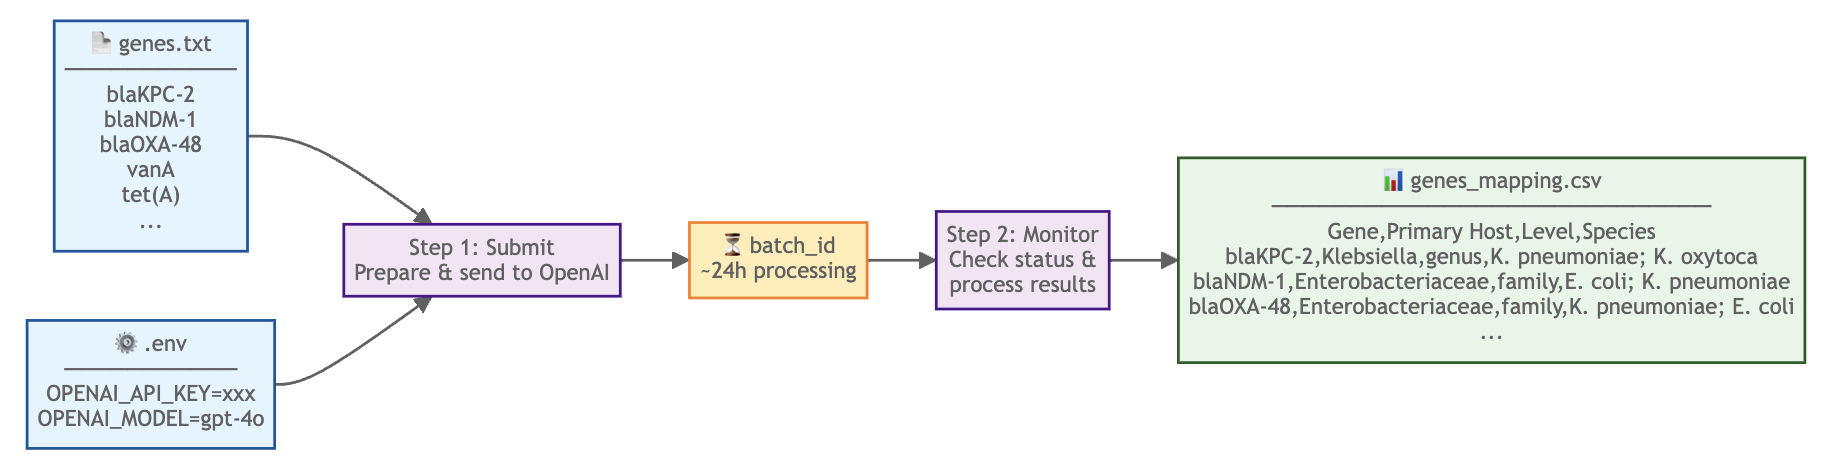 genes.txt
blaKPC-2
blaNDM-1
blaOXA-48
vanA
tet(A)
...
.env
OPENAI_API_KEY=xxx
OPENAI_MODEL=gpt-4o
Step 1: Submit
Prepare & send to OpenAI
batch_id
~24h processing
Step 2: Monitor
Check status &
process results
genes_mapping.csv
Gene,Primary Host,Level,Species
blaKPC-2,Klebsiella,genus,K. pneumoniae; K. oxytoca
blaNDM-1,Enterobacteriaceae,family,E. coli; K. pneumoniae
blaOXA-48,Enterobacteriaceae,family,K. pneumoniae; E. coli
...